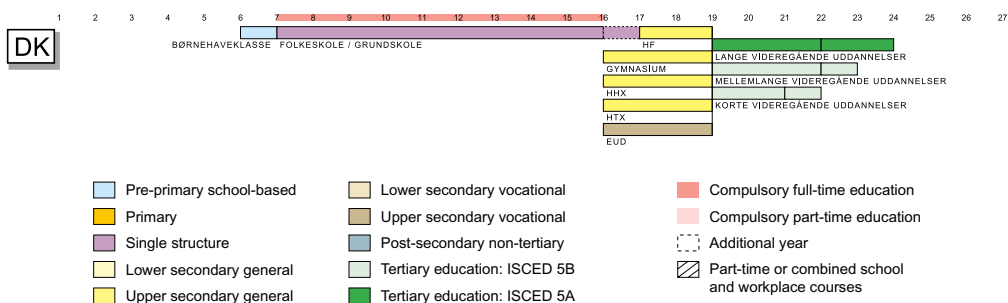 1 2 3 4 5 6 7 8 9 10 11 12 13 14 15 16 17 18 19 20 21 22 23 24 25 26 27
DK
BØRNEHAVEKLASSE FOLKESKOLE / GRUNDSKOLE HF
LANGE VIDEREGÅENDE UDDANNELSER
GYMNASIUM
MELLEMLANGE VIDEREGÅENDE UDDANNELSER
HHX
KORTE VIDEREGÅENDE UDDANNELSER
HTX
EUD
Pre-primary school-based
Primary
Single structure
Lower secondary general
Upper secondary general
Lower secondary vocational
Upper secondary vocational
Post-secondary non-tertiary
Tertiary education: ISCED 5B
Tertiary education: ISCED 5A
Compulsory full-time education
Compulsory part-time education
Additional year
Part-time or combined school
and workplace courses